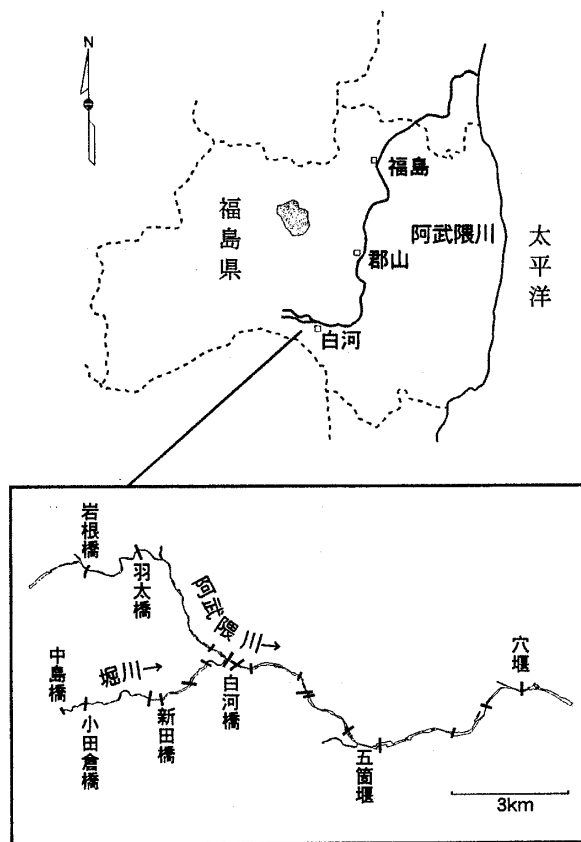 N
福島
福島県
阿武隈川
太平洋
郡山
白河
岩根橋
羽太橋
阿武隈川→
穴堰
中島橋
堀川→
白河橋
小田倉橋
新田橋
五箇堰
3km